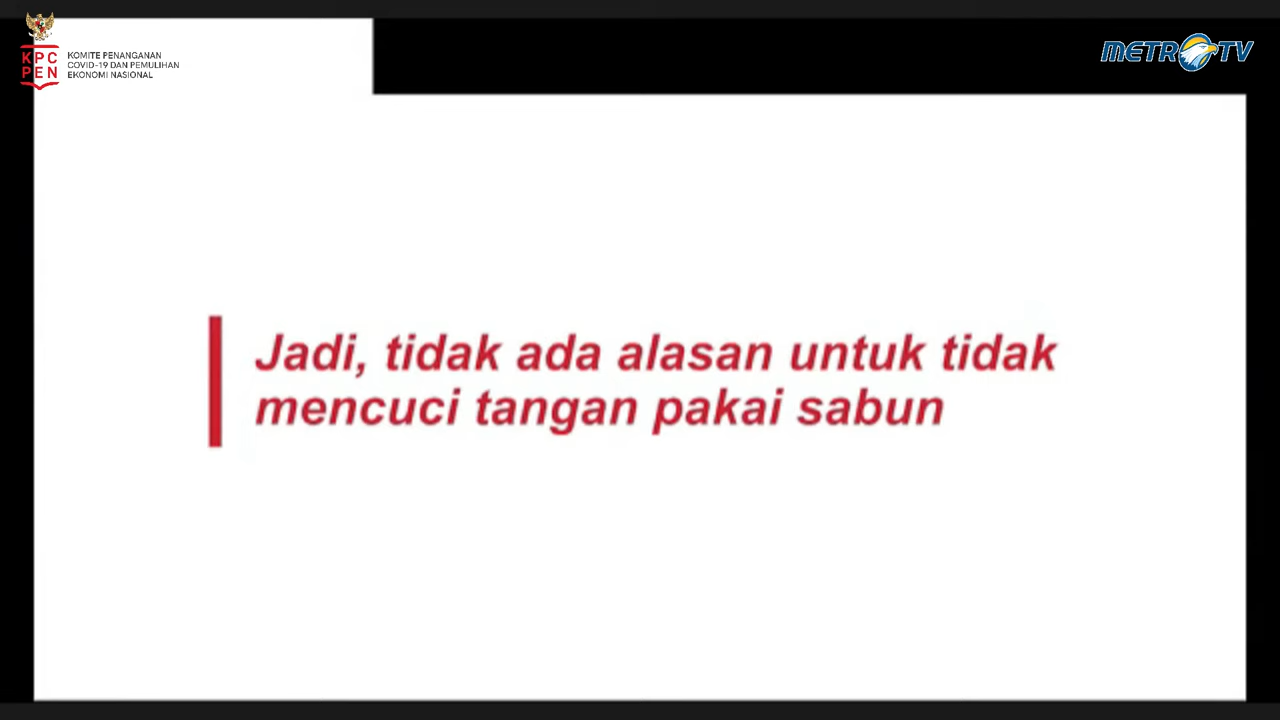 KPC
PEN
KOMITE PENANGANAN
COVID-19 DAN PEMULIHAN
EKONOMI NASIONAL
METRO TV
Jadi, tidak ada alasan untuk tidak
mencuci tangan pakai sabun